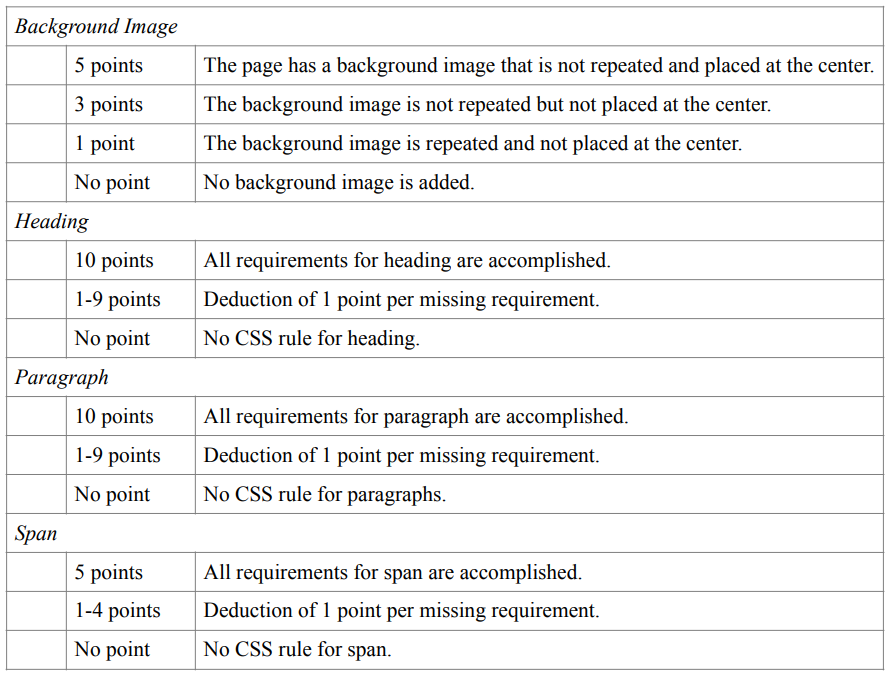 Background Image
5 points The page has a background image that is not repeated and placed at the center.
3 points The background image is not repeated but not placed at the center.
1 point The background image is repeated and not placed at the center.
No point No background image is added.
Heading
10 points All requirements for heading are accomplished.
1-9 points Deduction of 1 point per missing requirement.
No point No CSS rule for heading.
Paragraph
10 points All requirements for paragraph are accomplished.
1-9 points Deduction of 1 point per missing requirement.
No point No CSS rule for paragraphs.
Span
5 points All requirements for span are accomplished.
1-4 points Deduction of 1 point per missing requirement.
No point No CSS rule for span.